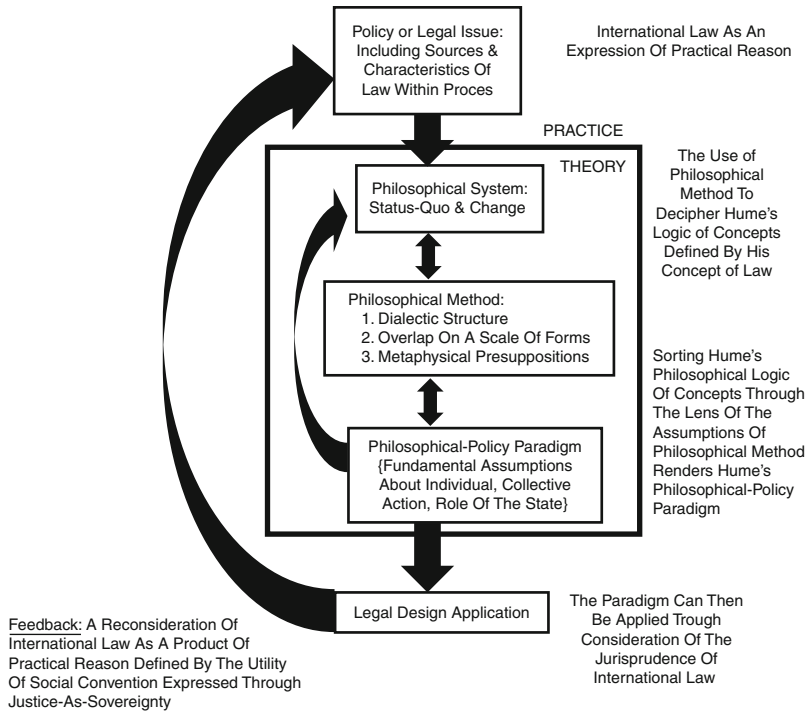 Policy or Legal Issue:
Including Sources &
Characteristics Of
Law Within Proces
International Law As An
Expression Of Practical Reason
PRACTICE
THEORY
Philosophical System:
Status-Quo & Change
The Use of
Philosophical
Method To
Decipher Hume's
Logic of Concepts
Defined By His
Concept of Law
Philosophical Method:
1. Dialectic Structure
2. Overlap On A Scale Of Forms
3. Metaphysical Presuppositions
Sorting Hume's
Philosophical Logic
Of Concepts Through
The Lens Of The
Assumptions Of
Philosophical Method
Renders Hume's
Philosophical-Policy
Paradigm
Philosophical-Policy Paradigm
{Fundamental Assumptions
About Individual, Collective
Action, Role Of The State}
Legal Design Application
The Paradigm Can Then
Be Applied Trough
Consideration Of The
Jurisprudence Of
International Law
Feedback: A Reconsideration Of
International Law As A Product Of
Practical Reason Defined By The Utility
Of Social Convention Expressed Through
Justice-As-Sovereignty